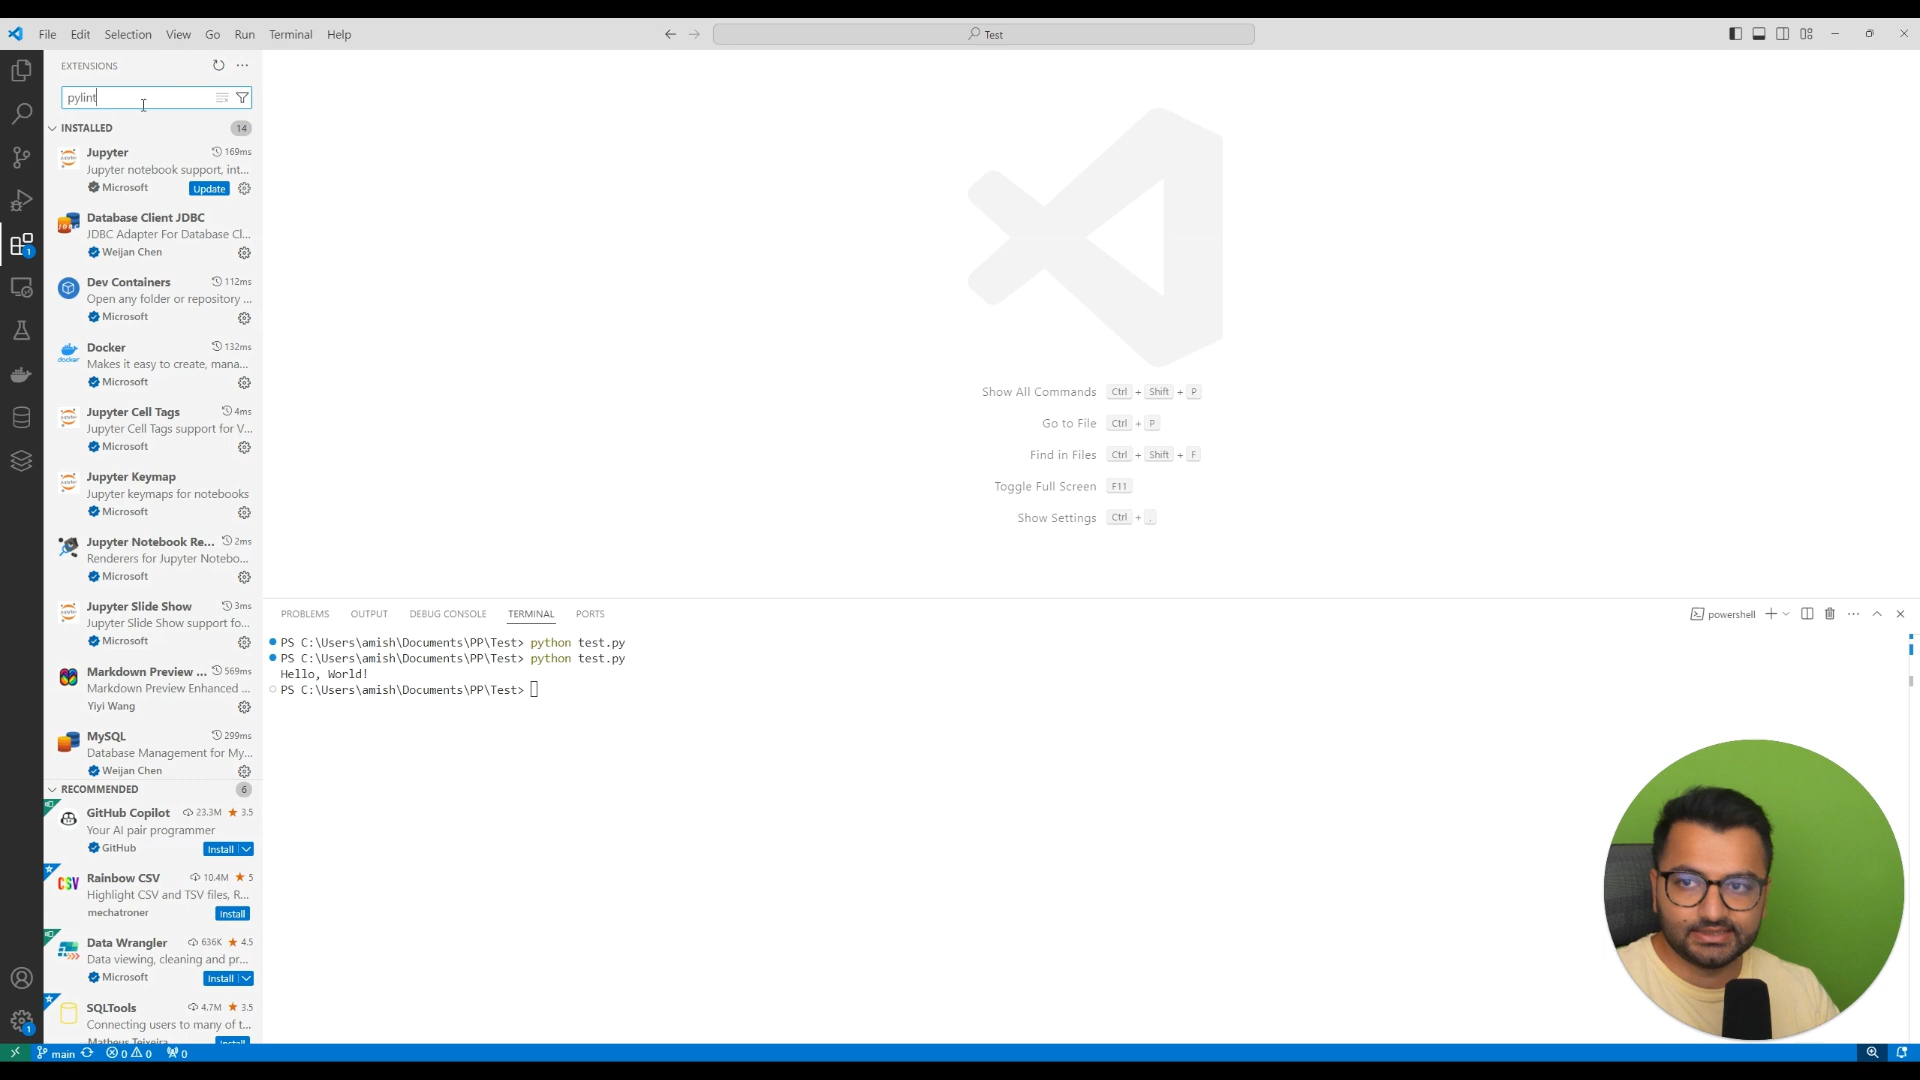 File Edit Selection View Go Run Terminal Help
Test
EXTENSIONS
pylint
INSTALLED 14
Jupyter 169ms
Jupyter notebook support, int...
Microsoft Update
Database Client JDBC
JDBC Adapter For Database Cl...
Weijan Chen
Dev Containers 112ms
Open any folder or repository ...
Microsoft
Docker 132ms
Makes it easy to create, mana...
Microsoft
Jupyter Cell Tags 4ms
Jupyter Cell Tags support for V...
Microsoft
Jupyter Keymap
Jupyter keymaps for notebooks
Microsoft
Jupyter Notebook Re... 2ms
Renderers for Jupyter Notebo...
Microsoft
Jupyter Slide Show 3ms
Jupyter Slide Show support fo...
Microsoft
Markdown Preview ... 569ms
Markdown Preview Enhanced ...
Yiyi Wang
MySQL 299ms
Database Management for My...
Weijan Chen
RECOMMENDED 6
GitHub Copilot 23.3M 3.5
Your AI pair programmer
GitHub Install
Rainbow CSV 10.4M 5
Highlight CSV and TSV files, R...
mechatroner Install
Data Wrangler 636K 4.5
Data viewing, cleaning and pr...
Microsoft Install
SQLTools 4.7M 3.5
Connecting users to many of t...
Matheus Teixeira Install
Show All Commands Ctrl + Shift + P
Go to File Ctrl + P
Find in Files Ctrl + Shift + F
Toggle Full Screen F11
Show Settings Ctrl + ,
PROBLEMS OUTPUT DEBUG CONSOLE TERMINAL PORTS
powershell
PS C:\Users\amish\Documents\PP\Test> python test.py
PS C:\Users\amish\Documents\PP\Test> python test.py
Hello, World!
PS C:\Users\amish\Documents\PP\Test>
main 0 0 0